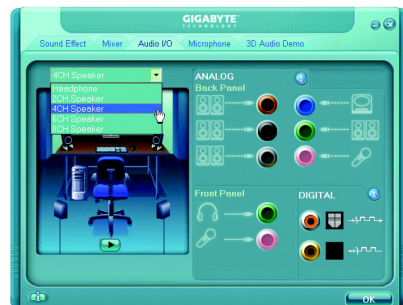 GIGABYTE
TECHNOLOGY
Sound Effect Mixer Audio I/O Microphone 3D Audio Demo
4CH Speaker
Headphone
2CH Speaker
4CH Speaker
6CH Speaker
8CH Speaker
ANALOG
Back Panel
Front Panel
DIGITAL
OK